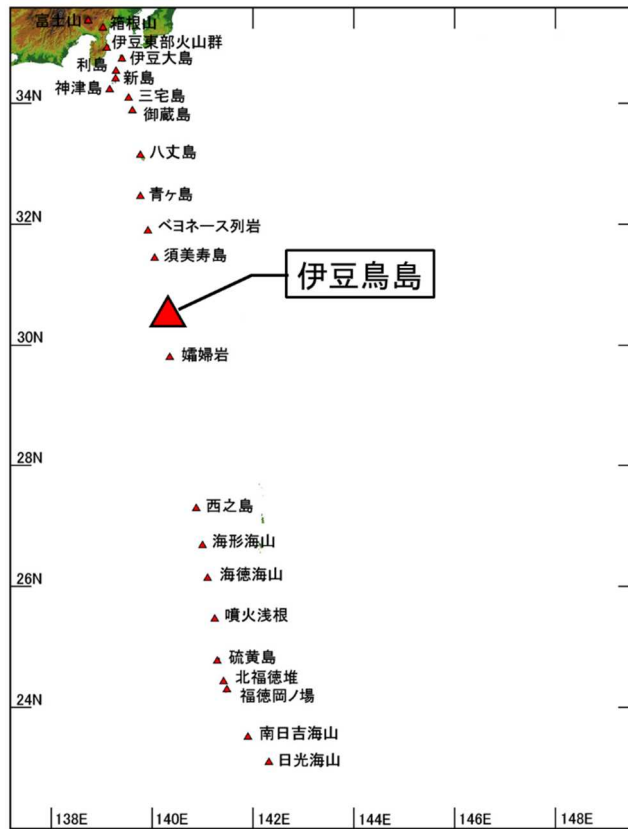 富士山
箱根山
伊豆東部火山群
伊豆大島
利島
新島
神津島
三宅島
御蔵島
34N
八丈島
青ヶ島
32N
ベヨネース列岩
須美寿島
伊豆鳥島
30N
孀婦岩
28N
西之島
海形海山
海徳海山
26N
噴火浅根
硫黄島
北福徳堆
福徳岡ノ場
24N
南日吉海山
日光海山
138E
140E
142E
144E
146E
148E